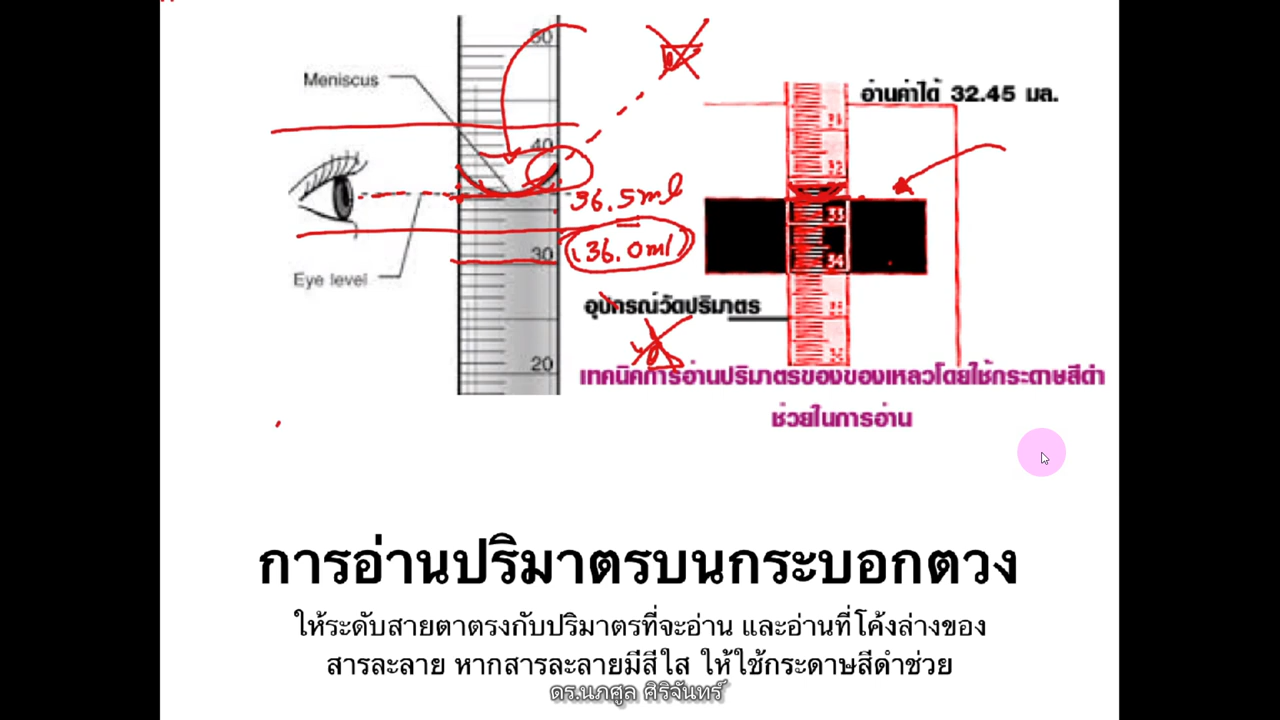 50
Meniscus
อ่านค่าได้ 32.45 มล.
31
40
32
36.5ml
33
30
(36.0ml)
34
Eye level
อุปกรณ์วัดปริมาตร
35
20
36
เทคนิคการอ่านปริมาตรของของเหลวโดยใช้กระดาษสีดำ
ช่วยในการอ่าน
การอ่านปริมาตรบนกระบอกตวง
ให้ระดับสายตาตรงกับปริมาตรที่จะอ่าน และอ่านที่โค้งล่างของ
สารละลาย หากสารละลายมีสีใส ให้ใช้กระดาษสีดำช่วย
ดร.นภศูล ศิริจันทร์